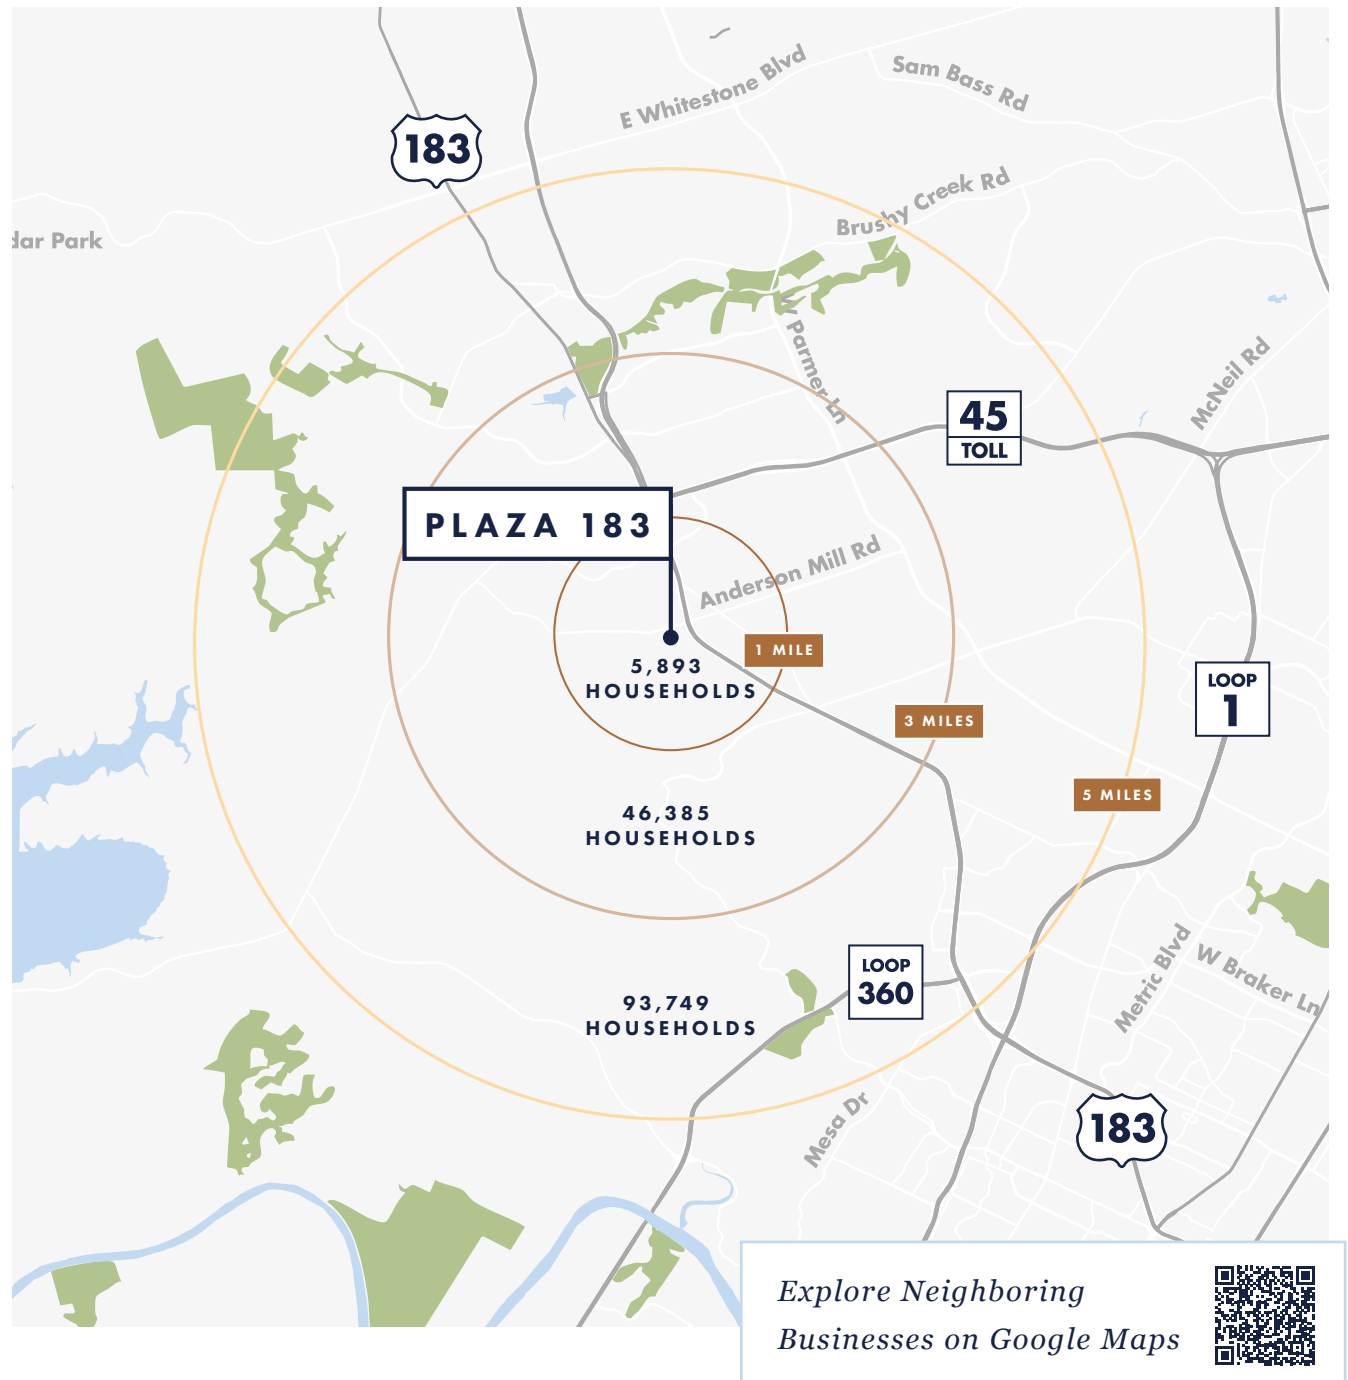 E Whitestone Blvd
Sam Bass Rd
183
Brushy Creek Rd
dar Park
W Parmer Ln
McNeil Rd
45
TOLL
PLAZA 183
Anderson Mill Rd
1 MILE
5,893
HOUSEHOLDS
LOOP
1
3 MILES
5 MILES
46,385
HOUSEHOLDS
Metric Blvd
W Braker Ln
LOOP
360
93,749
HOUSEHOLDS
Mesa Dr
183
Explore Neighboring
Businesses on Google Maps